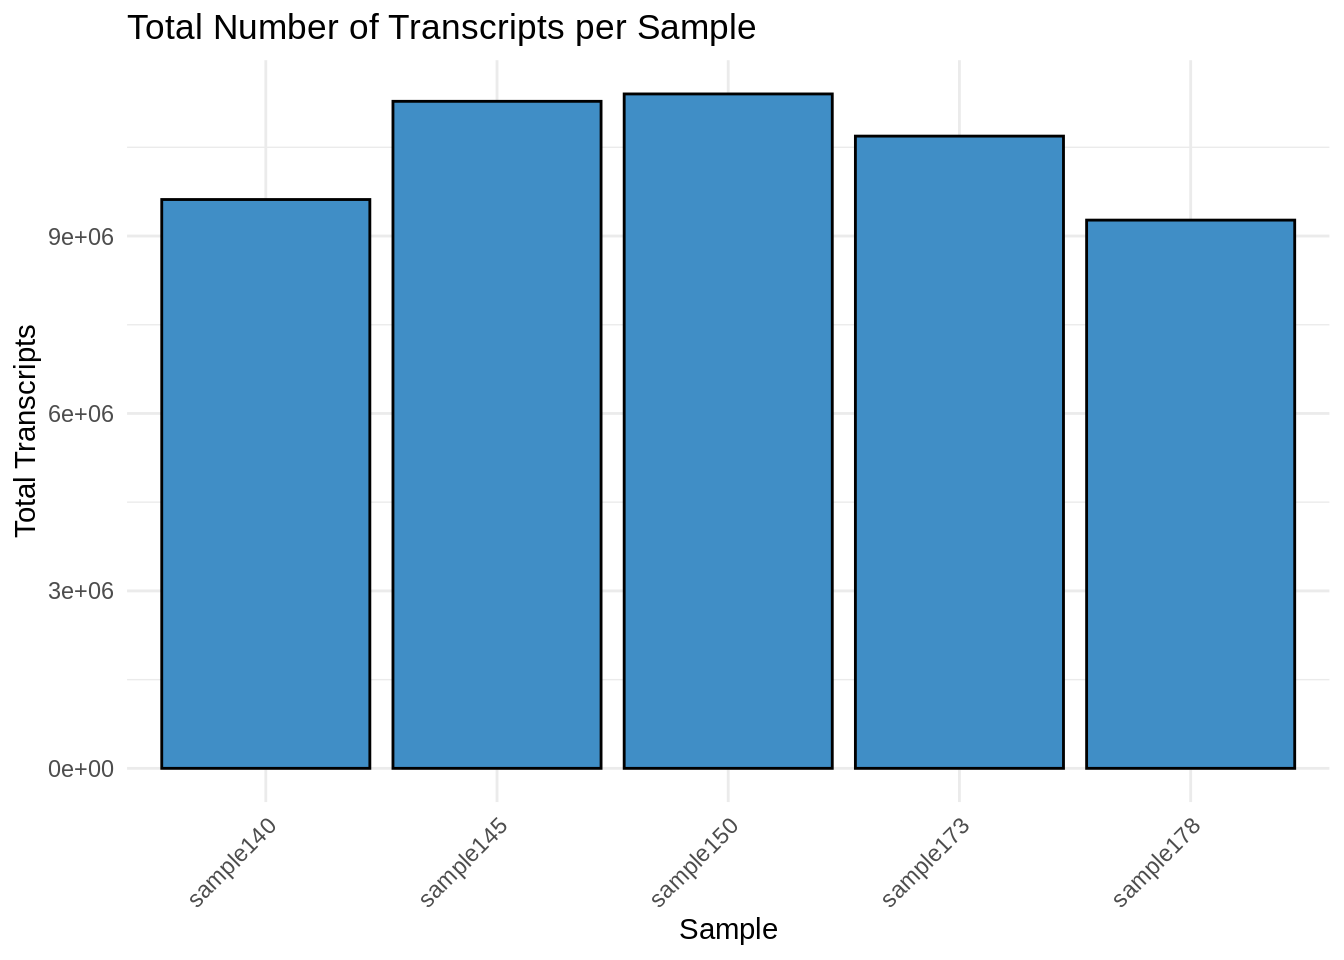 Total Number of Transcripts per Sample
Total Transcripts
9e+06
6e+06
3e+06
0e+00
sample140
sample145
sample150
sample173
sample178
Sample